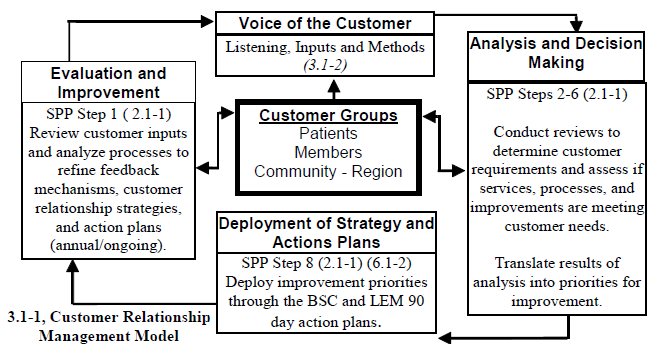 Voice of the Customer
Listening, Inputs and Methods
(3.1-2)
Analysis and Decision
Making
SPP Steps 2-6 (2.1-1)
Conduct reviews to
determine customer
requirements and assess if
services, processes, and
improvements are meeting
customer needs.
Translate results of
analysis into priorities for
improvement.
Evaluation and
Improvement
SPP Step 1 ( 2.1-1)
Review customer inputs
and analyze processes to
refine feedback
mechanisms, customer
relationship strategies,
and action plans
(annual/ongoing).
Customer Groups
Patients
Members
Community - Region
Deployment of Strategy and
Actions Plans
SPP Step 8 (2.1-1) (6.1-2)
Deploy improvement priorities
through the BSC and LEM 90
day action plans.
3.1-1, Customer Relationship
Management Model